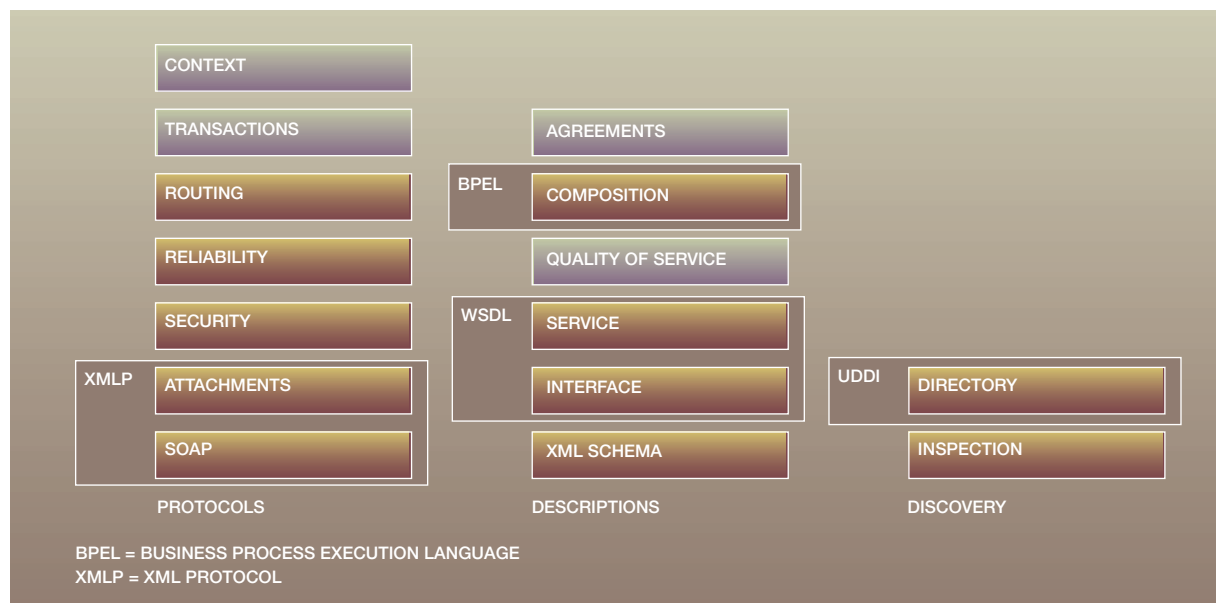 CONTEXT
TRANSACTIONS
AGREEMENTS
ROUTING
BPEL
COMPOSITION
RELIABILITY
QUALITY OF SERVICE
SECURITY
WSDL
SERVICE
XMLP
ATTACHMENTS
INTERFACE
UDDI
DIRECTORY
SOAP
XML SCHEMA
INSPECTION
PROTOCOLS
DESCRIPTIONS
DISCOVERY
BPEL = BUSINESS PROCESS EXECUTION LANGUAGE
XMLP = XML PROTOCOL